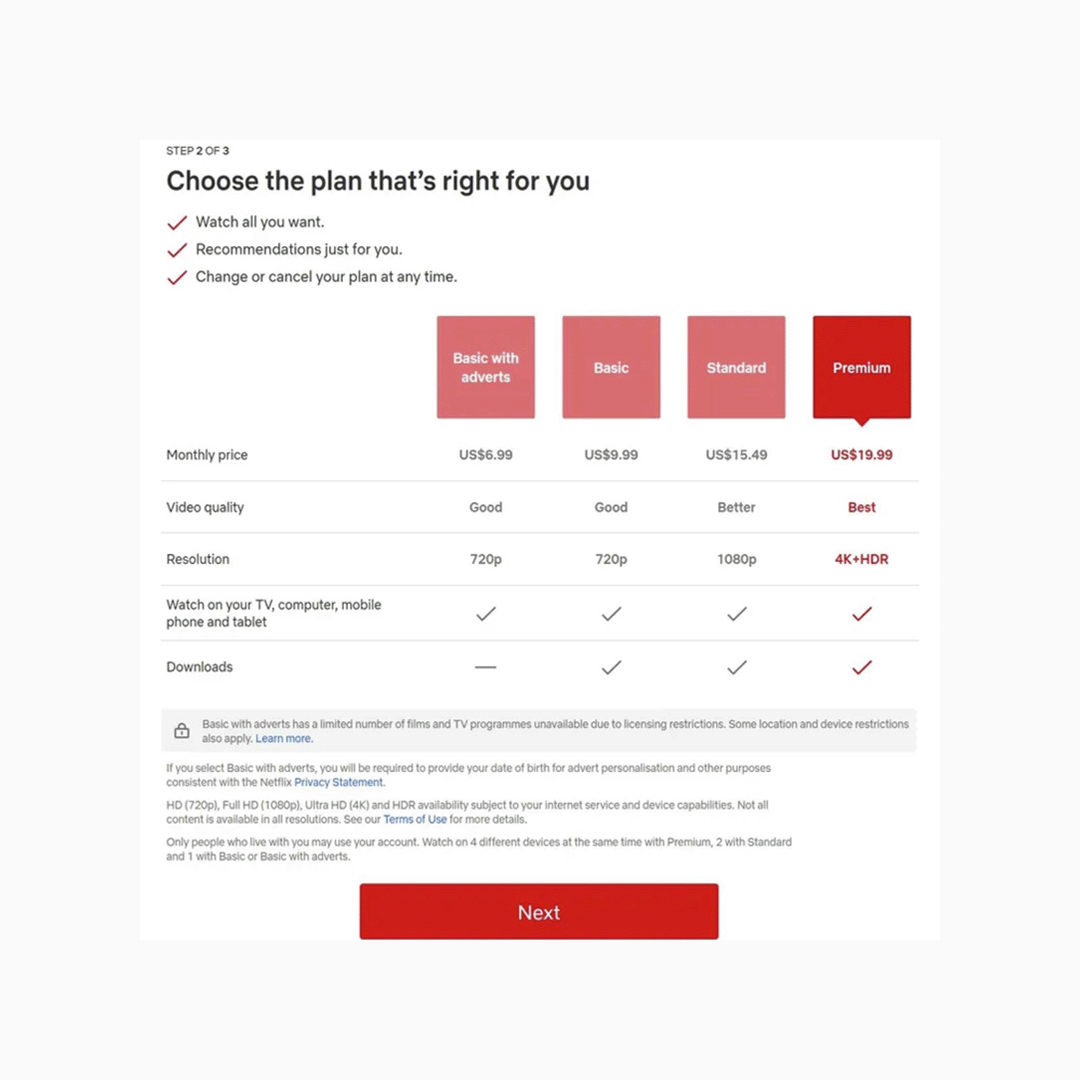 STEP 2 OF 3
Choose the plan that's right for you
Watch all you want.
Recommendations just for you.
Change or cancel your plan at any time.
Basic with
adverts
Basic
Standard
Premium
Monthly price US$6.99 US$9.99 US$15.49 US$19.99
Video quality Good Good Better Best
Resolution 720p 720p 1080p 4K+HDR
Watch on your TV, computer, mobile
phone and tablet
Downloads
Basic with adverts has a limited number of films and TV programmes unavailable due to licensing restrictions. Some location and device restrictions
also apply. Learn more.
If you select Basic with adverts, you will be required to provide your date of birth for advert personalisation and other purposes
consistent with the Netflix Privacy Statement.
HD (720p), Full HD (1080p), Ultra HD (4K) and HDR availability subject to your internet service and device capabilities. Not all
content is available in all resolutions. See our Terms of Use for more details.
Only people who live with you may use your account. Watch on 4 different devices at the same time with Premium, 2 with Standard
and 1 with Basic or Basic with adverts.
Next